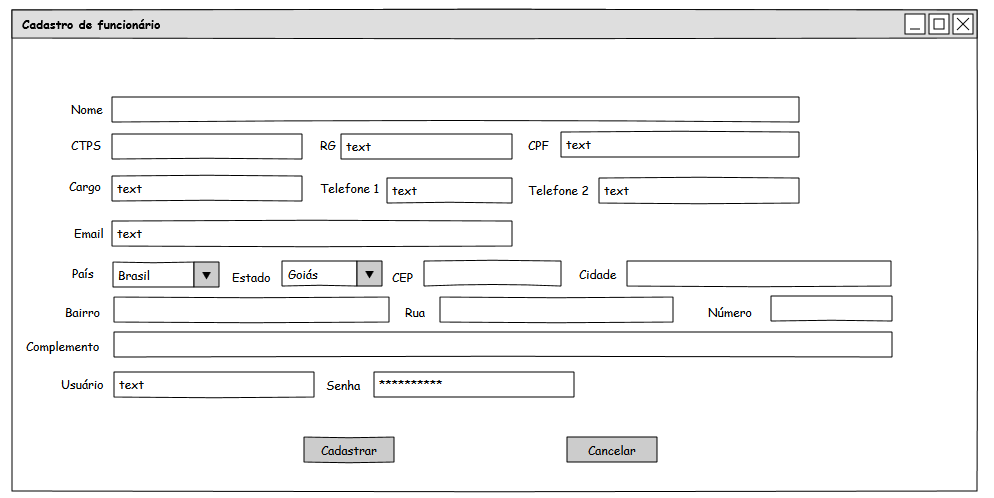 Cadastro de funcionário
Nome
CTPS RG text CPF text
Cargo text Telefone 1 text Telefone 2 text
Email text
País Brasil Estado Goiás CEP Cidade
Bairro Rua Número
Complemento
Usuário text Senha **********
Cadastrar Cancelar